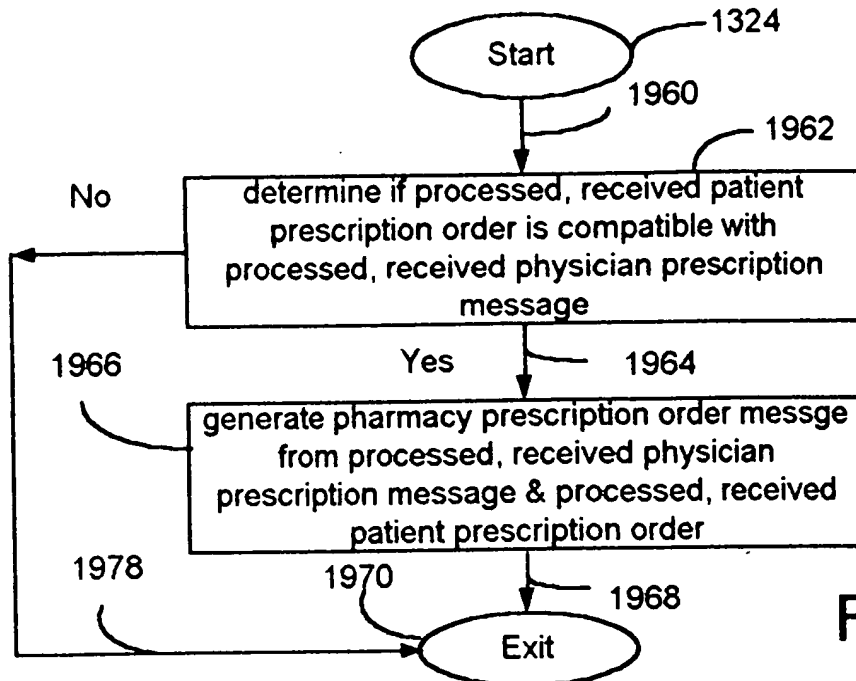 Start
1324
1960
1962
No
determine if processed, received patient
prescription order is compatible with
processed, received physician prescription
message
Yes
1964
1966
generate pharmacy prescription order messge
from processed, received physician
prescription message & processed, received
patient prescription order
1978
1970
1968
F
Exit